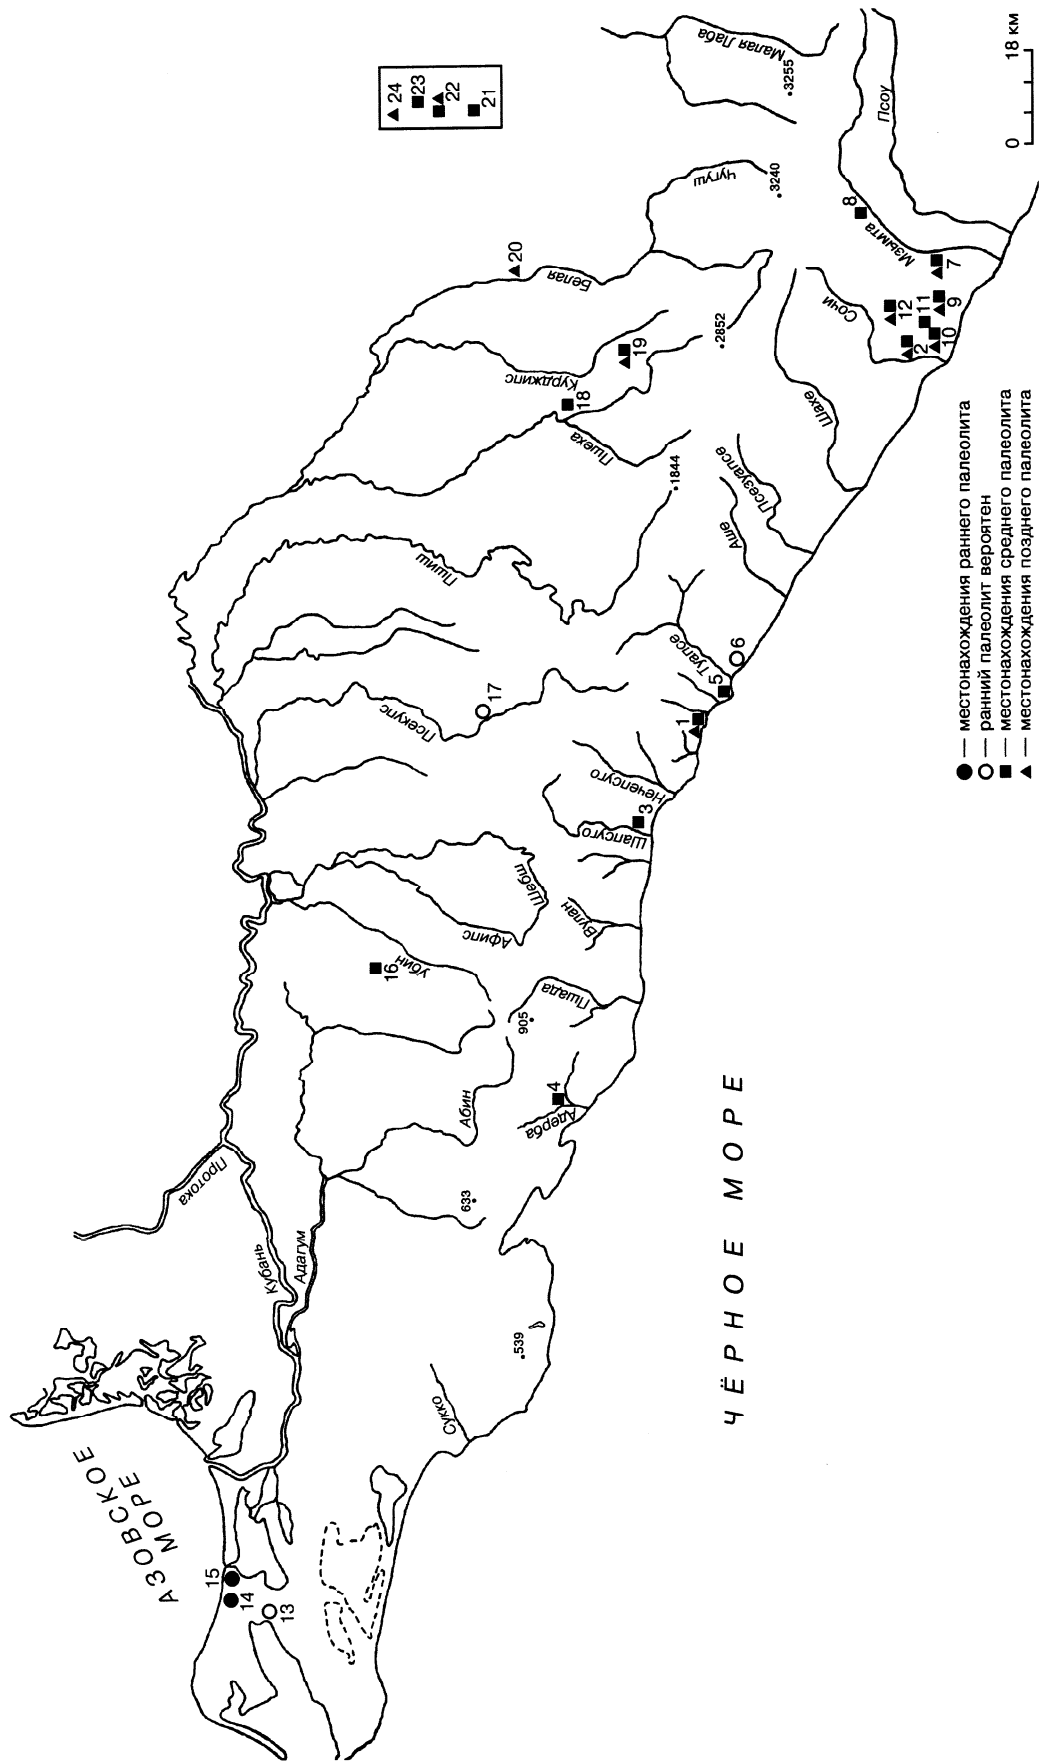 АЗОВСКОЕ
МОРЕ
ЧЁРНОЕ МОРЕ
Протока
Кубань
Адагум
Сукко
Абин
Адерба
Пшада
Вулан
Убин
Афипс
Шебш
Шапсуго
Нечепсуго
Псекупс
Туапсе
Пшиш
Аше
Псезуапсе
Пшеха
Курджипс
Белая
Чугуш
Малая Лаба
Шахе
Сочи
Мзымта
Псоу
539
633
905
1844
2852
3240
3255
1
2
3
4
5
6
7
8
9
10
11
12
13
14
15
16
17
18
19
20
24
23
22
21
— местонахождения раннего палеолита
— ранний палеолит вероятен
— местонахождения среднего палеолита
— местонахождения позднего палеолита
0 18 км